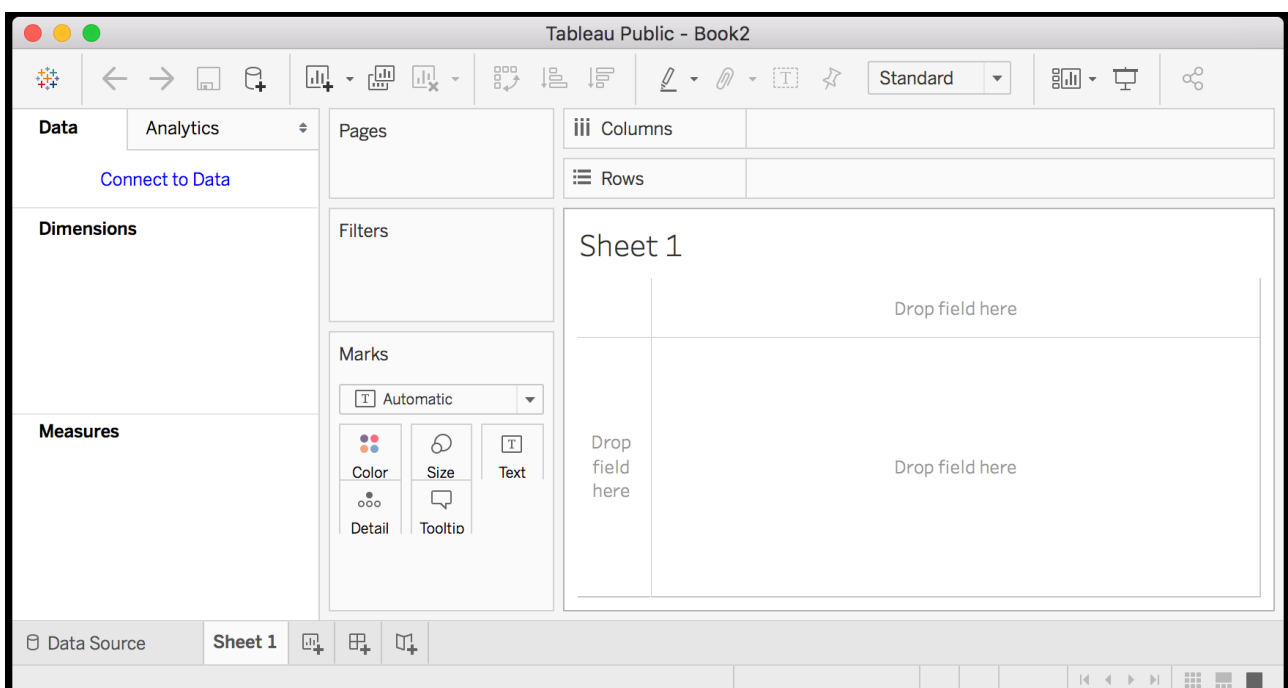 Tableau Public - Book2
Standard
Data
Analytics
Connect to Data
Dimensions
Measures
Pages
Filters
Marks
T Automatic
Color
Size
T
Text
Detail
Tooltip
Columns
Rows
Sheet 1
Drop field here
Drop
field
here
Drop field here
Data Source
Sheet 1